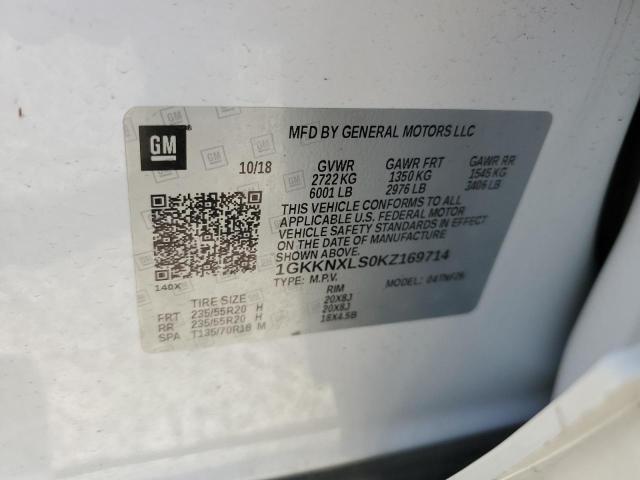 GM
MFD BY GENERAL MOTORS LLC
10/18 GVWR GAWR FRT GAWR RR
2722 KG 1350 KG 1545 KG
6001 LB 2976 LB 3406 LB
THIS VEHICLE CONFORMS TO ALL
APPLICABLE U.S. FEDERAL MOTOR
VEHICLE SAFETY STANDARDS IN EFFECT
ON THE DATE OF MANUFACTURE SHOWN ABOVE.
1GKKNXLS0KZ169714
TYPE: M.P.V. MODEL: 04TNF26
140X
TIRE SIZE RIM
FRT 235/55R20 H 20X8J
RR 235/55R20 H 20X8J
SPA T135/70R18 M 18X4.5B